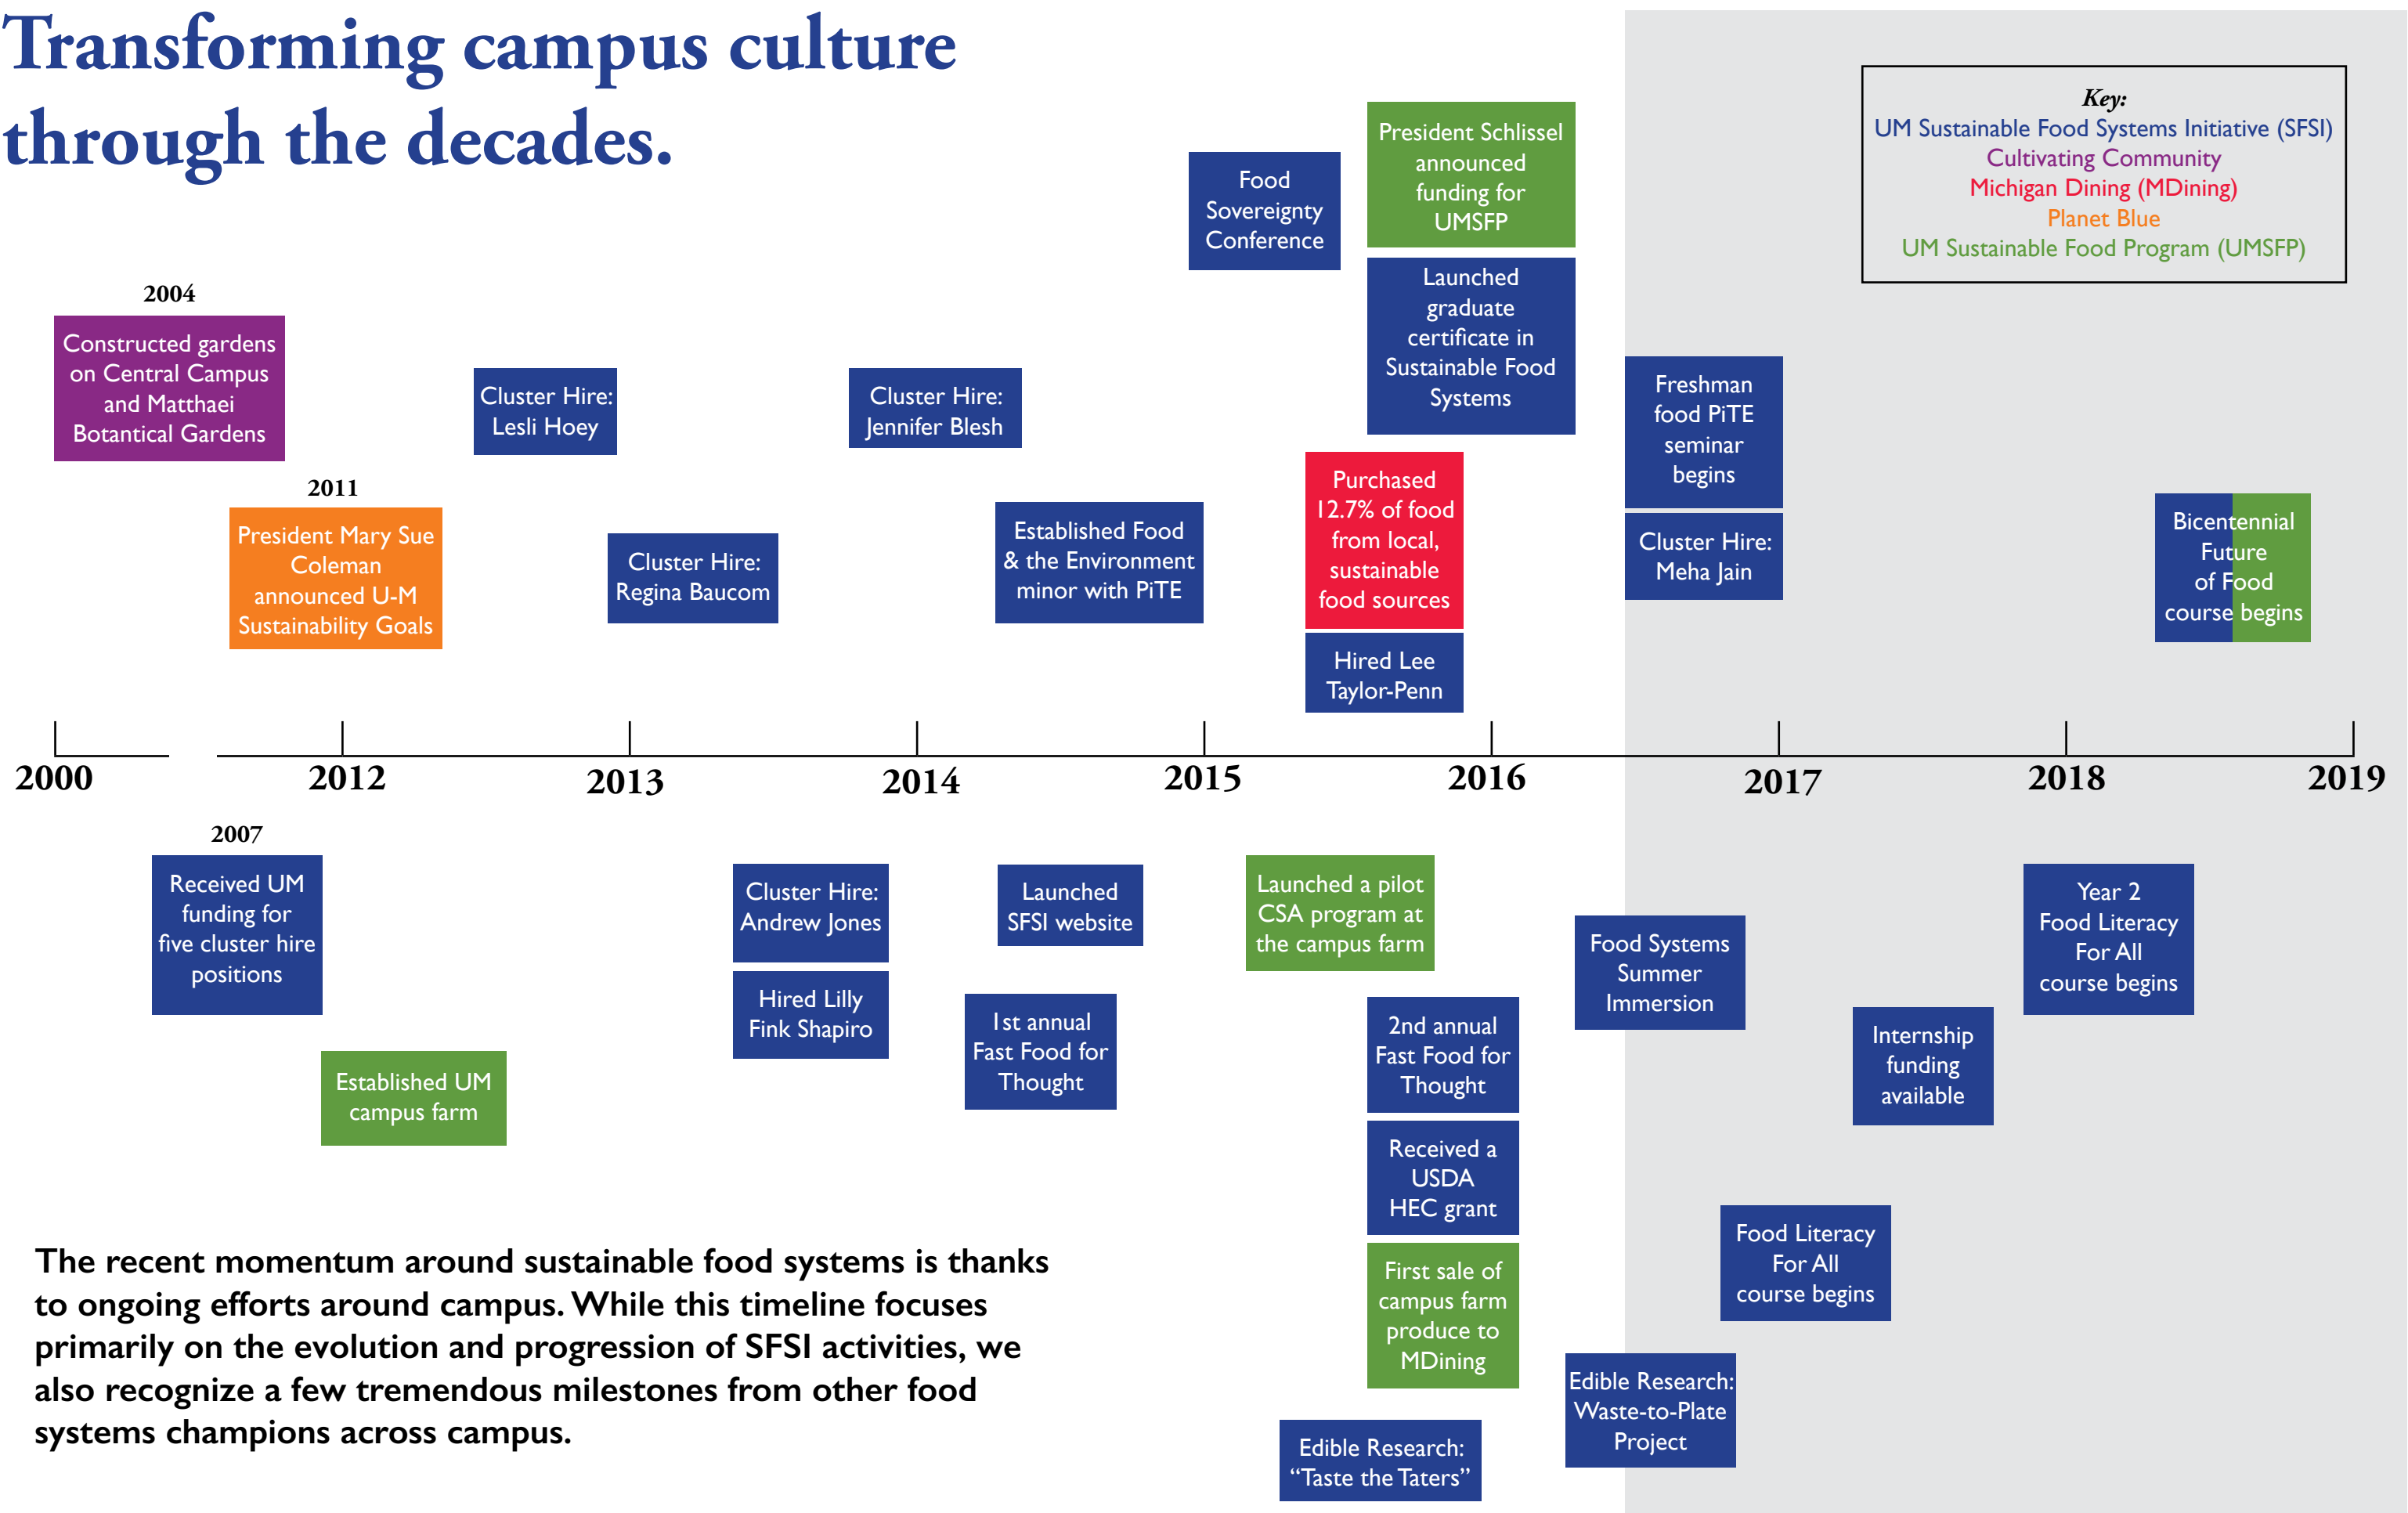 Transforming campus culture
through the decades.
Key:
UM Sustainable Food Systems Initiative (SFSI)
Cultivating Community
Michigan Dining (MDining)
Planet Blue
UM Sustainable Food Program (UMSFP)
2004
Constructed gardens
on Central Campus
and Matthaei
Botantical Gardens
2011
President Mary Sue
Coleman
announced U-M
Sustainability Goals
Cluster Hire:
Lesli Hoey
Cluster Hire:
Regina Baucom
Cluster Hire:
Jennifer Blesh
Established Food
& the Environment
minor with PiTE
Food
Sovereignty
Conference
President Schlissel
announced
funding for
UMSFP
Launched
graduate
certificate in
Sustainable Food
Systems
Purchased
12.7% of food
from local,
sustainable
food sources
Hired Lee
Taylor-Penn
Freshman
food PiTE
seminar
begins
Cluster Hire:
Meha Jain
Bicentennial
Future
of Food
course begins
2000
2012
2013
2014
2015
2016
2017
2018
2019
2007
Received UM
funding for
five cluster hire
positions
Established UM
campus farm
Cluster Hire:
Andrew Jones
Hired Lilly
Fink Shapiro
Launched
SFSI website
1st annual
Fast Food for
Thought
Launched a pilot
CSA program at
the campus farm
2nd annual
Fast Food for
Thought
Received a
USDA
HEC grant
First sale of
campus farm
produce to
MDining
Edible Research:
“Taste the Taters”
Food Systems
Summer
Immersion
Edible Research:
Waste-to-Plate
Project
Food Literacy
For All
course begins
Internship
funding
available
Year 2
Food Literacy
For All
course begins
The recent momentum around sustainable food systems is thanks
to ongoing efforts around campus. While this timeline focuses
primarily on the evolution and progression of SFSI activities, we
also recognize a few tremendous milestones from other food
systems champions across campus.